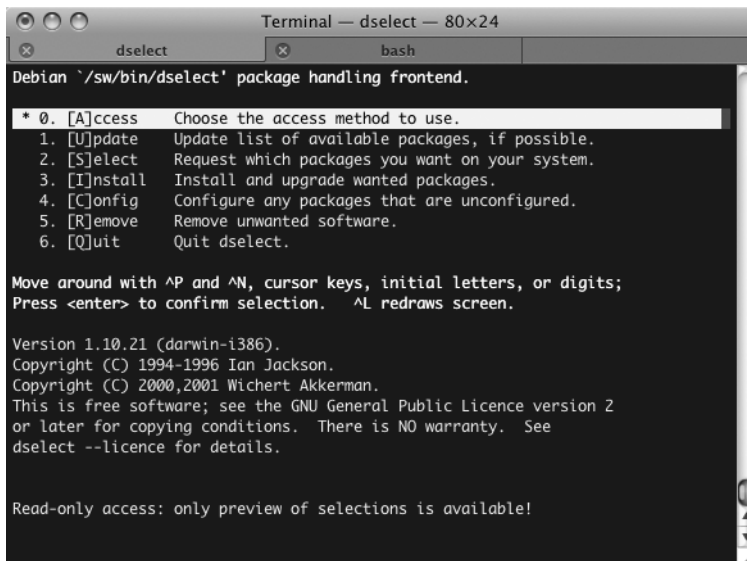 Terminal — dselect — 80×24
dselect bash
Debian `/sw/bin/dselect' package handling frontend.
* 0. [A]ccess Choose the access method to use.
1. [U]pdate Update list of available packages, if possible.
2. [S]elect Request which packages you want on your system.
3. [I]nstall Install and upgrade wanted packages.
4. [C]onfig Configure any packages that are unconfigured.
5. [R]emove Remove unwanted software.
6. [Q]uit Quit dselect.
Move around with ^P and ^N, cursor keys, initial letters, or digits;
Press <enter> to confirm selection. ^L redraws screen.
Version 1.10.21 (darwin-i386).
Copyright (C) 1994-1996 Ian Jackson.
Copyright (C) 2000,2001 Wichert Akkerman.
This is free software; see the GNU General Public Licence version 2
or later for copying conditions. There is NO warranty. See
dselect --licence for details.
Read-only access: only preview of selections is available!